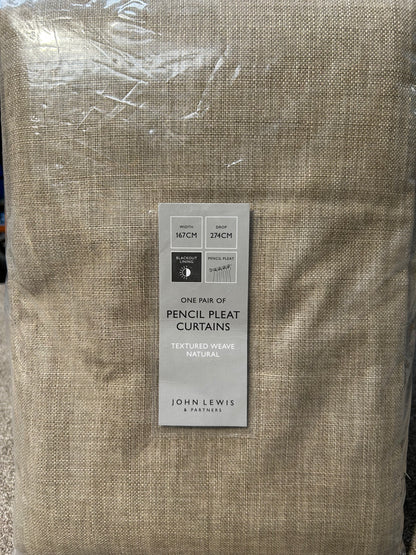 WIDTH
167CM
DROP
274CM
BLACKOUT
LINING
PENCIL PLEAT
ONE PAIR OF
PENCIL PLEAT
CURTAINS
TEXTURED WEAVE
NATURAL
JOHN LEWIS
& PARTNERS